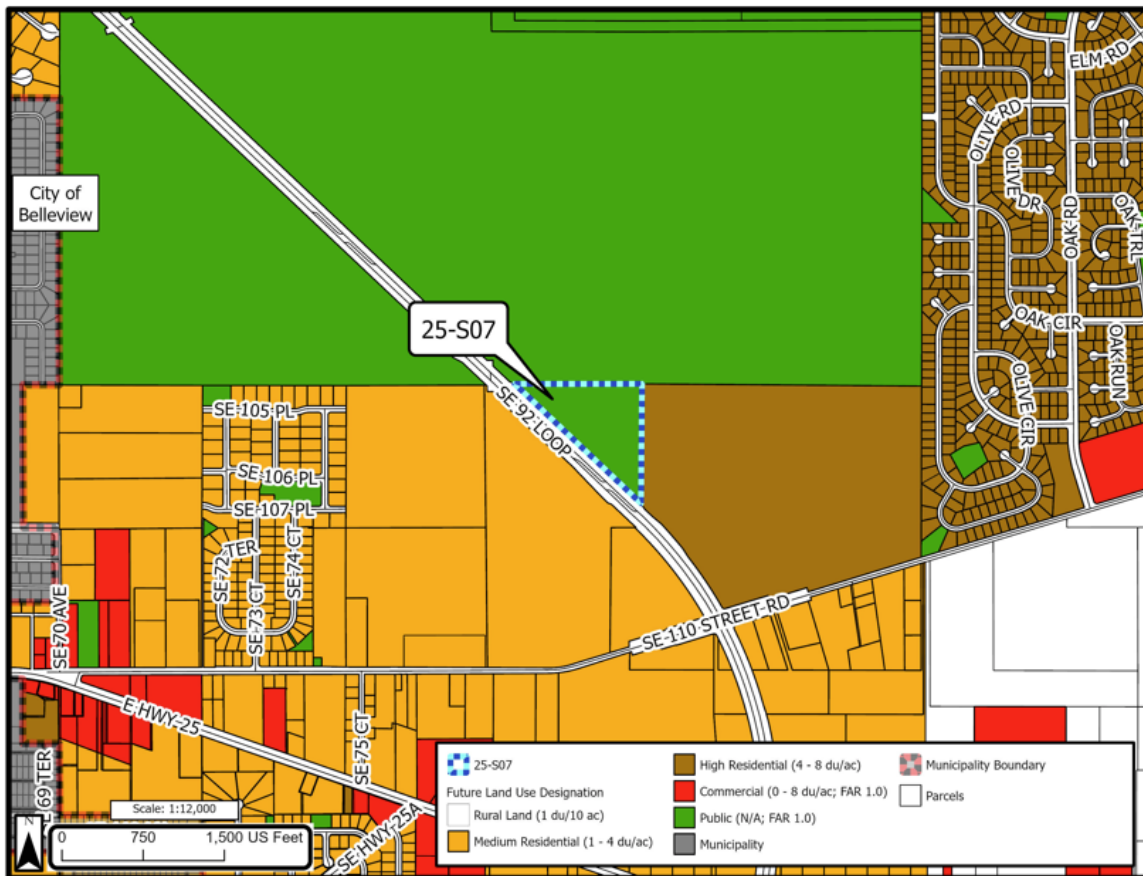 ELM RD
OLIVE RD
OLIVE DR
OAK RD
OAK TRL
City of
Belleview
25-S07
OAK CIR
OAK RUN
OLIVE CIR
SE 92 LOOP
SE 105 PL
SE 106 PL
SE 107 PL
SE 72 TER
SE 73 CT
SE 74 CT
SE 70 AVE
SE 110 STREET RD
E HWY 25
SE 75 CT
E 69 TER
SE HWY 25A
Scale: 1:12,000
0 750 1,500 US Feet
N
25-S07
Future Land Use Designation
Rural Land (1 du/10 ac)
Medium Residential (1 - 4 du/ac)
High Residential (4 - 8 du/ac)
Commercial (0 - 8 du/ac; FAR 1.0)
Public (N/A; FAR 1.0)
Municipality
Municipality Boundary
Parcels